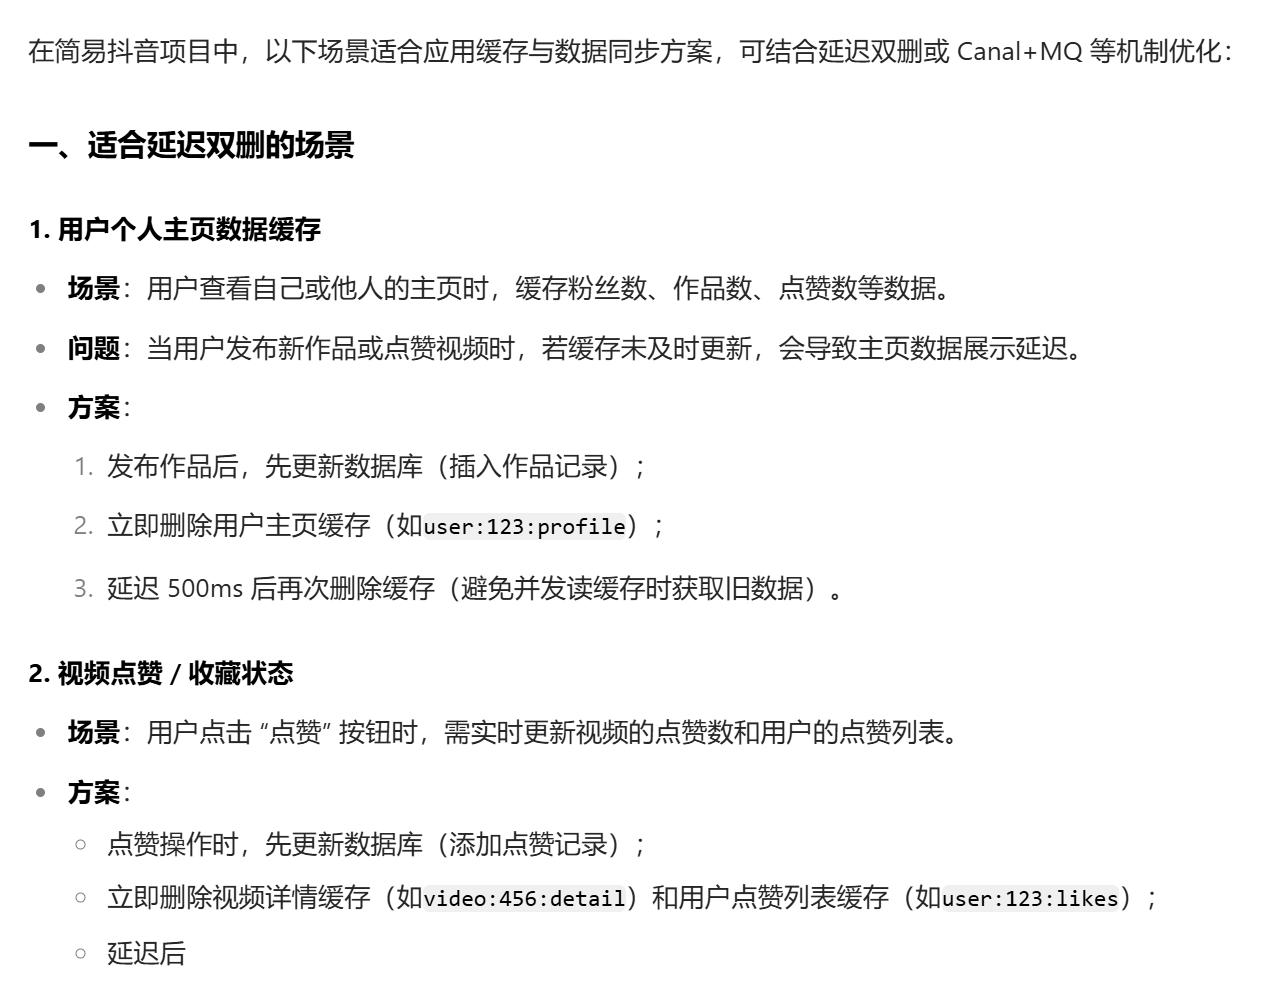 在简易抖音项目中，以下场景适合应用缓存与数据同步方案，可结合延迟双删或 Canal+MQ 等机制优化：
一、适合延迟双删的场景
1. 用户个人主页数据缓存
• 场景：用户查看自己或他人的主页时，缓存粉丝数、作品数、点赞数等数据。
• 问题：当用户发布新作品或点赞视频时，若缓存未及时更新，会导致主页数据展示延迟。
• 方案：
1. 发布作品后，先更新数据库（插入作品记录）；
2. 立即删除用户主页缓存（如user:123:profile）；
3. 延迟 500ms 后再次删除缓存（避免并发读缓存时获取旧数据）。
2. 视频点赞 / 收藏状态
• 场景：用户点击 “点赞” 按钮时，需实时更新视频的点赞数和用户的点赞列表。
• 方案：
○ 点赞操作时，先更新数据库（添加点赞记录）；
○ 立即删除视频详情缓存（如video:456:detail）和用户点赞列表缓存（如user:123:likes）；
○ 延迟后